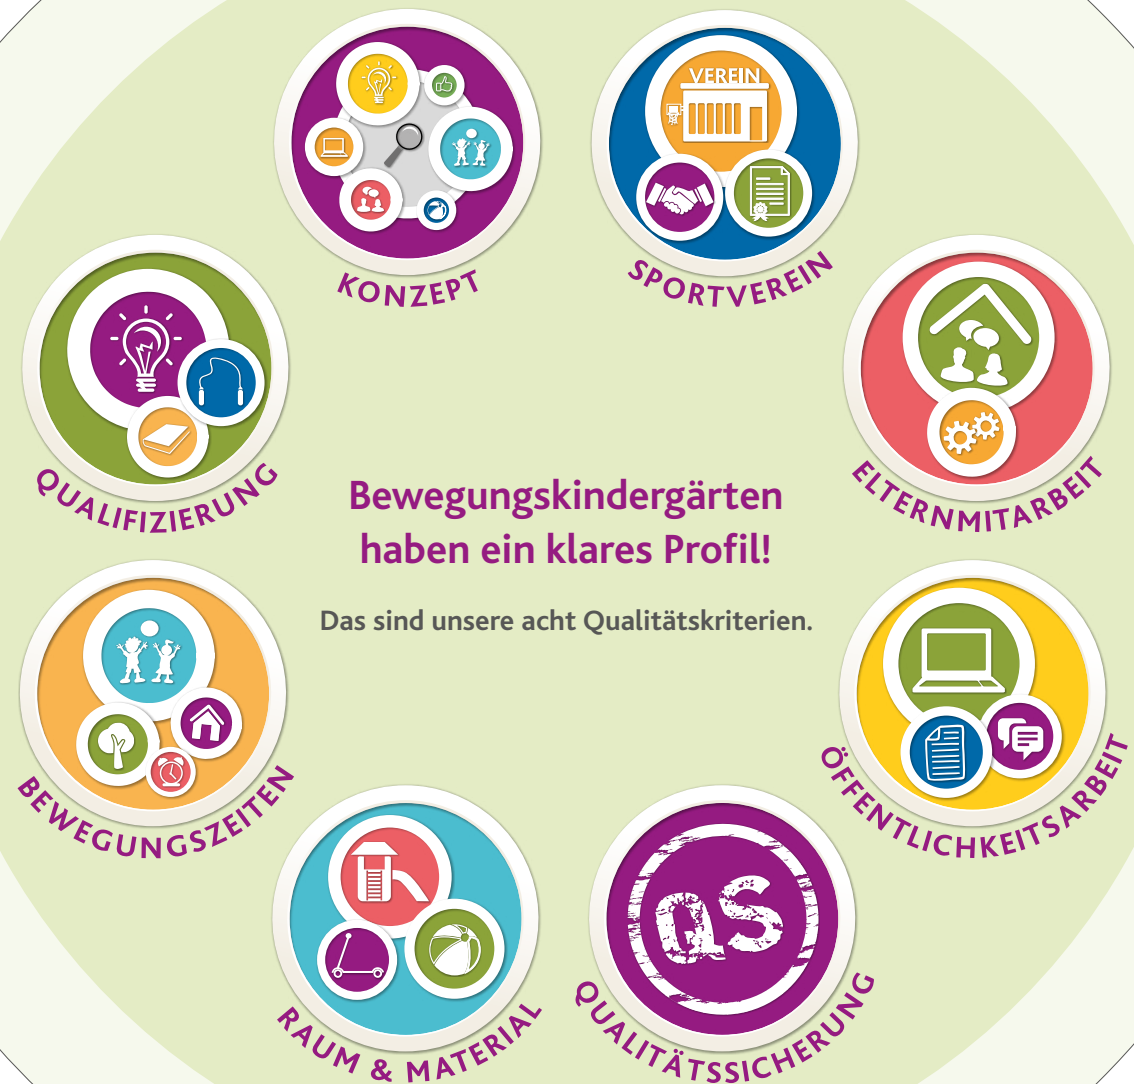 VEREIN
KONZEPT
SPORTVEREIN
QUALIFIZIERUNG
ELTERNMITARBEIT
Bewegungskindergärten
haben ein klares Profil!
Das sind unsere acht Qualitätskriterien.
BEWEGUNGSZEITEN
ÖFFENTLICHKEITSARBEIT
QS
RAUM & MATERIAL
QUALITÄTSSICHERUNG